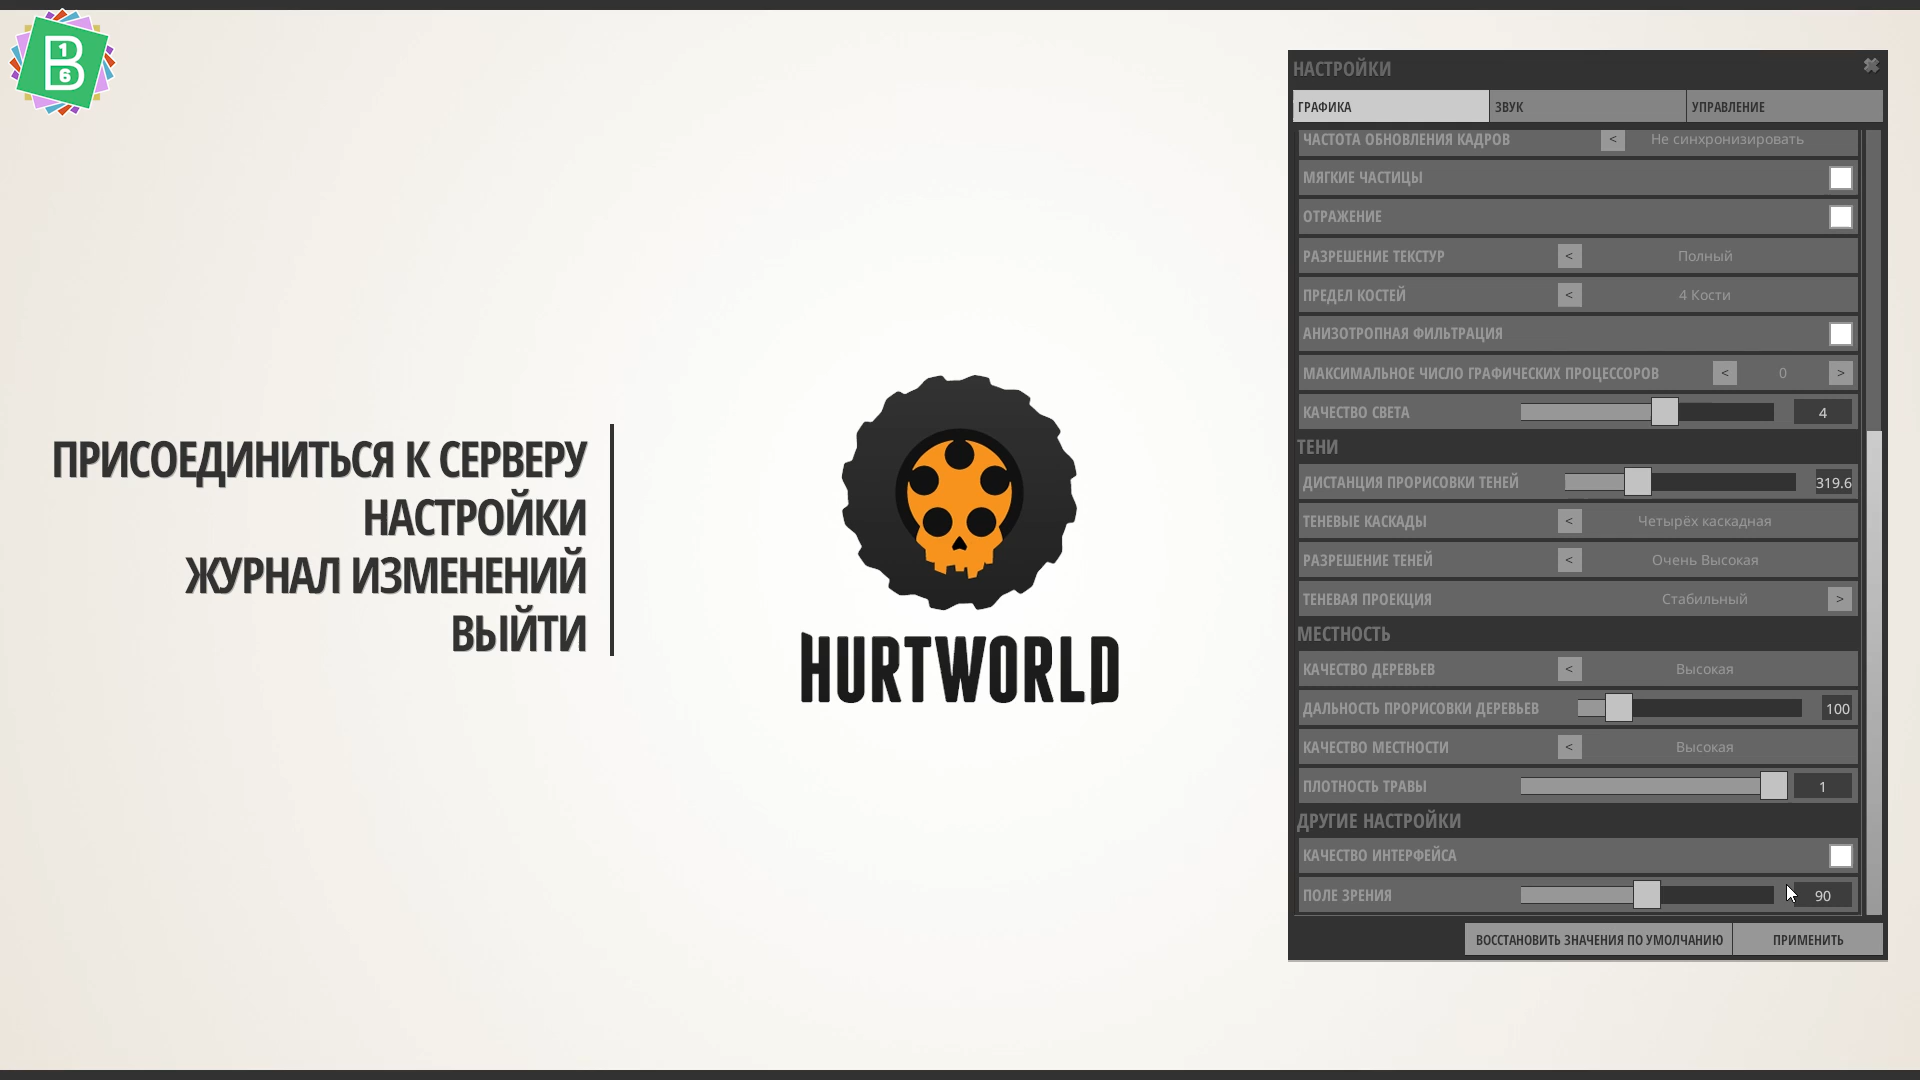 B
1
6
ПРИСОЕДИНИТЬСЯ К СЕРВЕРУ
НАСТРОЙКИ
ЖУРНАЛ ИЗМЕНЕНИЙ
ВЫЙТИ
HURTWORLD
НАСТРОЙКИ
ГРАФИКА ЗВУК УПРАВЛЕНИЕ
ЧАСТОТА ОБНОВЛЕНИЯ КАДРОВ < Не синхронизировать
МЯГКИЕ ЧАСТИЦЫ
ОТРАЖЕНИЕ
РАЗРЕШЕНИЕ ТЕКСТУР < Полный
ПРЕДЕЛ КОСТЕЙ < 4 Кости
АНИЗОТРОПНАЯ ФИЛЬТРАЦИЯ
МАКСИМАЛЬНОЕ ЧИСЛО ГРАФИЧЕСКИХ ПРОЦЕССОРОВ < 0 >
КАЧЕСТВО СВЕТА 4
ТЕНИ
ДИСТАНЦИЯ ПРОРИСОВКИ ТЕНЕЙ 319.6
ТЕНЕВЫЕ КАСКАДЫ < Четырёх каскадная
РАЗРЕШЕНИЕ ТЕНЕЙ < Очень Высокая
ТЕНЕВАЯ ПРОЕКЦИЯ Стабильный >
МЕСТНОСТЬ
КАЧЕСТВО ДЕРЕВЬЕВ < Высокая
ДАЛЬНОСТЬ ПРОРИСОВКИ ДЕРЕВЬЕВ 100
КАЧЕСТВО МЕСТНОСТИ < Высокая
ПЛОТНОСТЬ ТРАВЫ 1
ДРУГИЕ НАСТРОЙКИ
КАЧЕСТВО ИНТЕРФЕЙСА
ПОЛЕ ЗРЕНИЯ 90
ВОССТАНОВИТЬ ЗНАЧЕНИЯ ПО УМОЛЧАНИЮ ПРИМЕНИТЬ